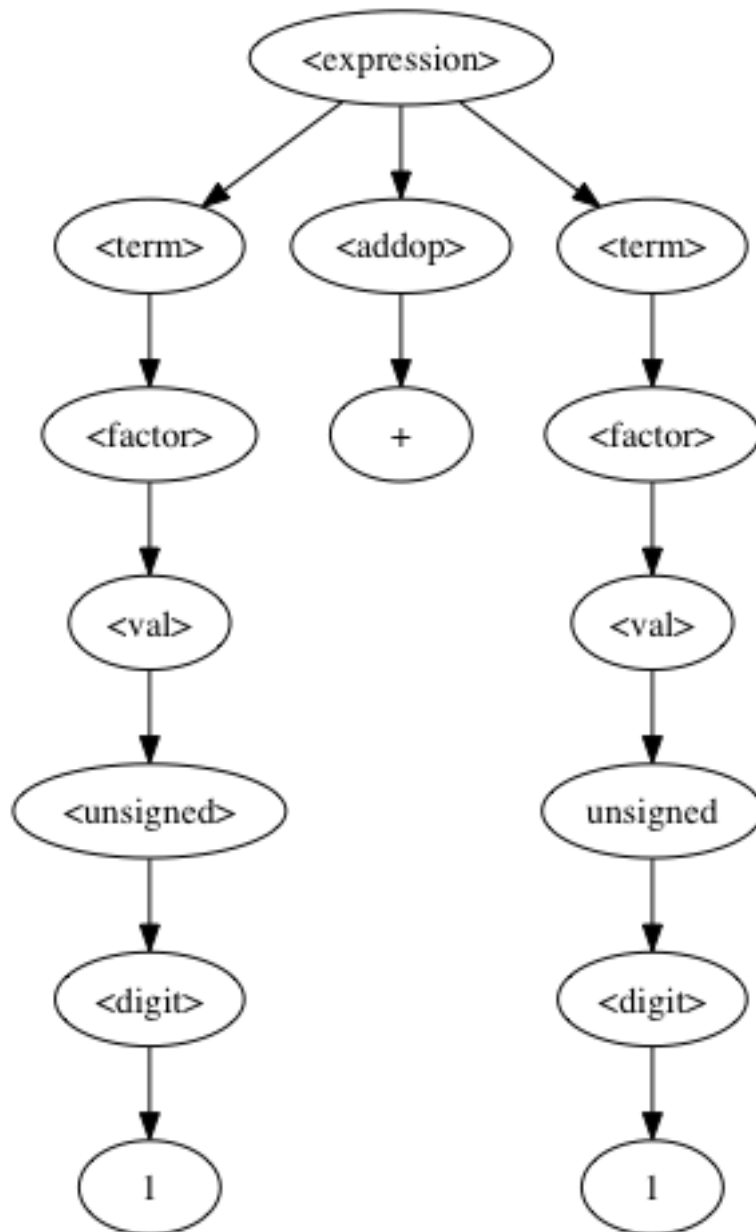 <expression>
<term> <addop> <term>
<factor> + <factor>
<val> <val>
<unsigned> unsigned
<digit> <digit>
1 1